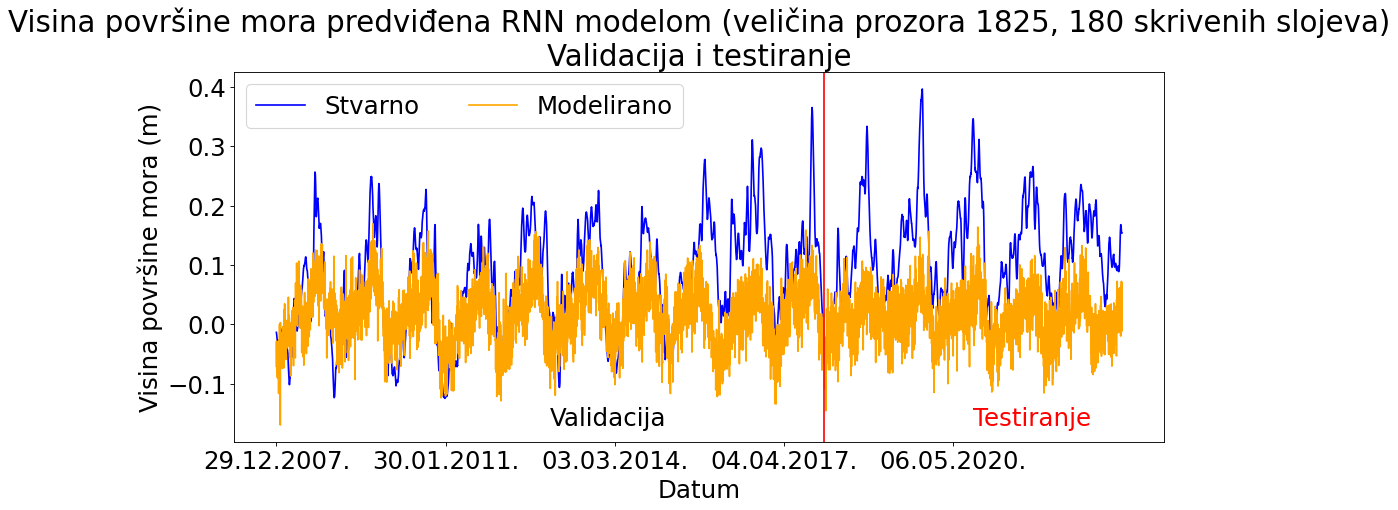 Visina površine mora predviđena RNN modelom (veličina prozora 1825, 180 skrivenih slojeva)
Validacija i testiranje
Stvarno Modelirano
Visina površine mora (m)
0.4
0.3
0.2
0.1
0.0
−0.1
Validacija Testiranje
29.12.2007. 30.01.2011. 03.03.2014. 04.04.2017. 06.05.2020.
Datum